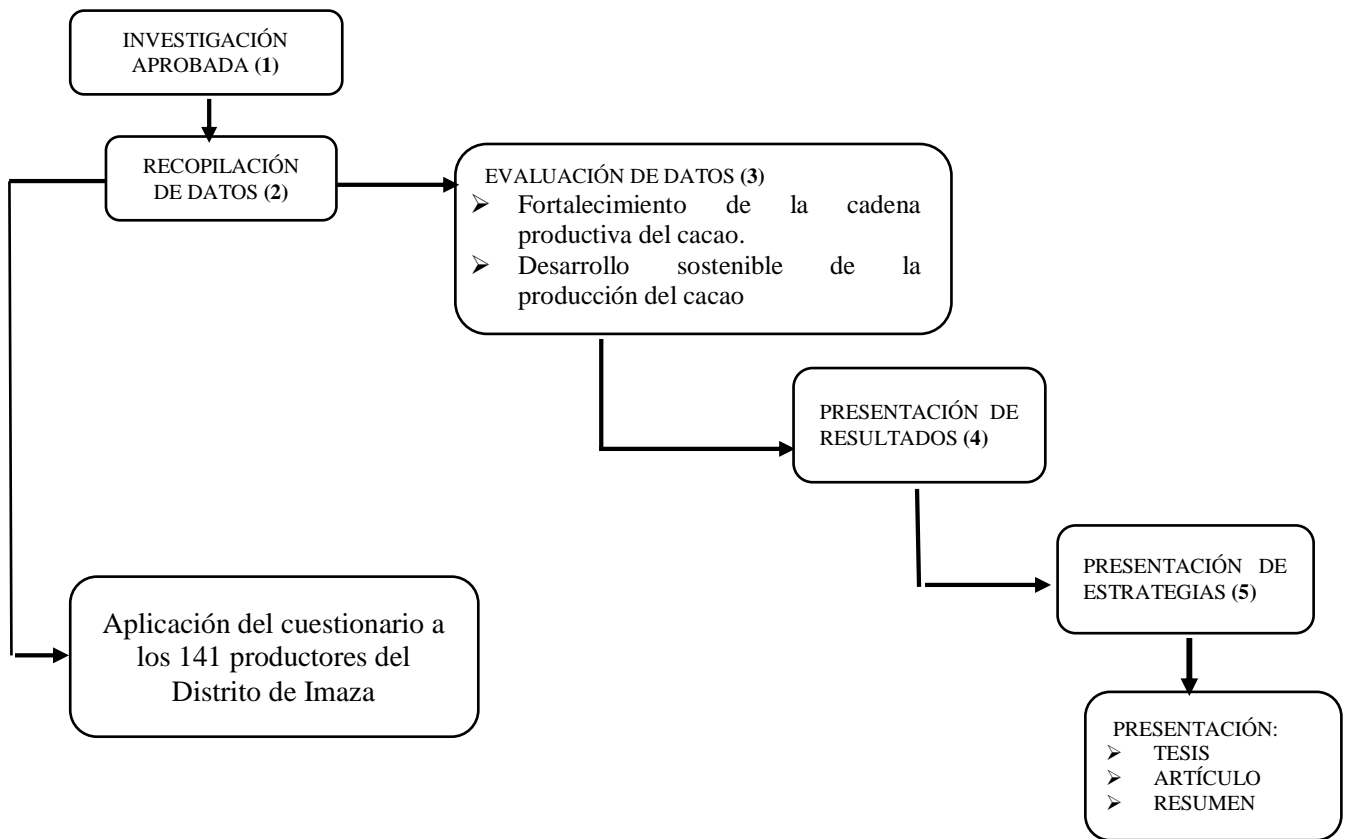 INVESTIGACIÓN
APROBADA (1)
RECOPILACIÓN
DE DATOS (2)
EVALUACIÓN DE DATOS (3)
➢ Fortalecimiento de la cadena
productiva del cacao.
➢ Desarrollo sostenible de la
producción del cacao
PRESENTACIÓN DE
RESULTADOS (4)
PRESENTACIÓN DE
ESTRATEGIAS (5)
Aplicación del cuestionario a
los 141 productores del
Distrito de Imaza
PRESENTACIÓN:
➢ TESIS
➢ ARTÍCULO
➢ RESUMEN